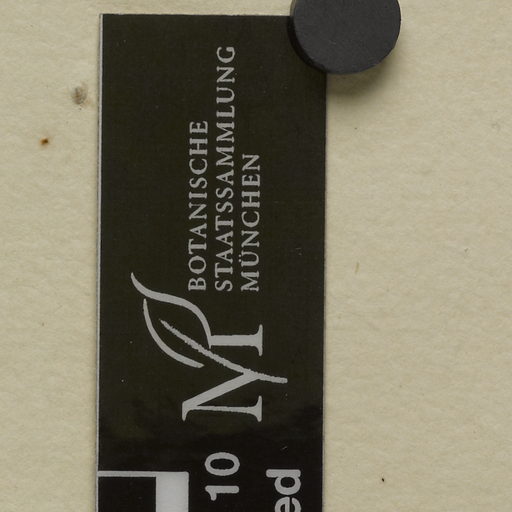 BOTANISCHE
STAATSSAMMLUNG
MÜNCHEN
M
10
ed